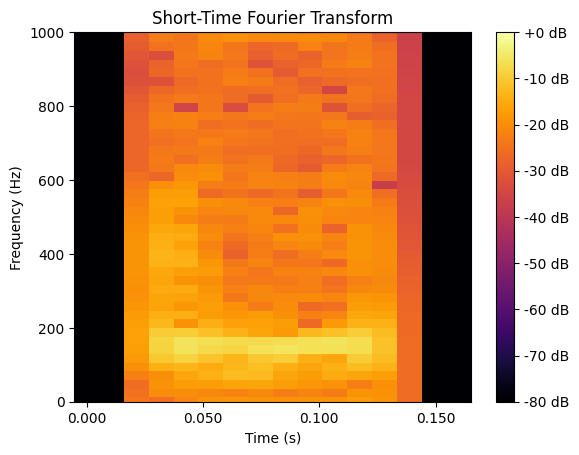 Short-Time Fourier Transform
1000
800
600
400
200
0
Frequency (Hz)
0.000
0.050
0.100
0.150
Time (s)
+0 dB
-10 dB
-20 dB
-30 dB
-40 dB
-50 dB
-60 dB
-70 dB
-80 dB